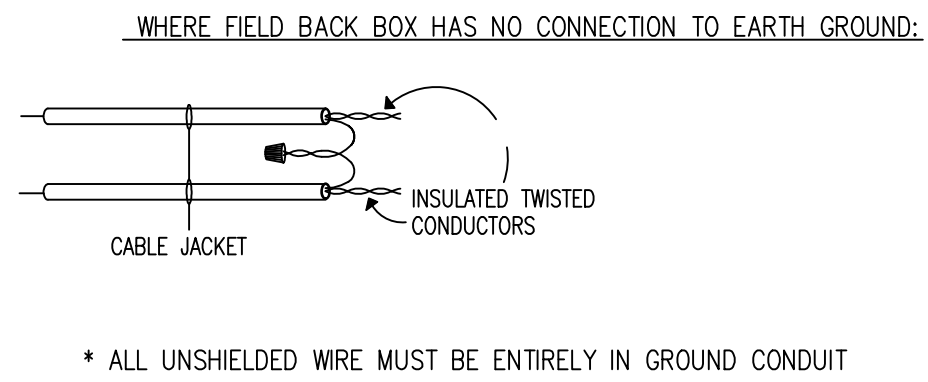 WHERE FIELD BACK BOX HAS NO CONNECTION TO EARTH GROUND:
INSULATED TWISTED
CONDUCTORS
CABLE JACKET
* ALL UNSHIELDED WIRE MUST BE ENTIRELY IN GROUND CONDUIT